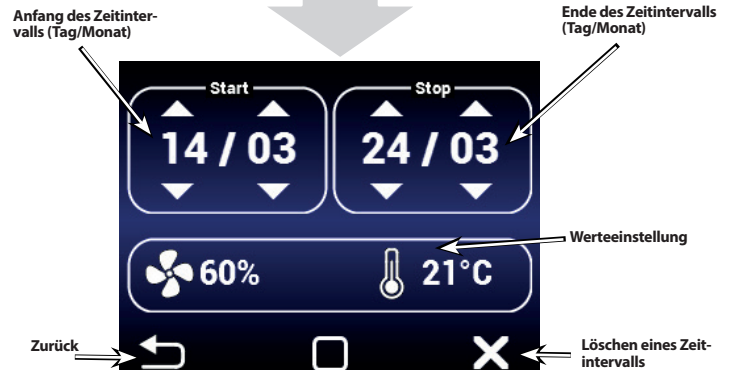 Anfang des Zeitinter-
valls (Tag/Monat)
Ende des Zeitintervalls
(Tag/Monat)
Start
Stop
14 / 03
24 / 03
Werteeinstellung
60%
21°C
Zurück
Löschen eines Zeit-
intervalls